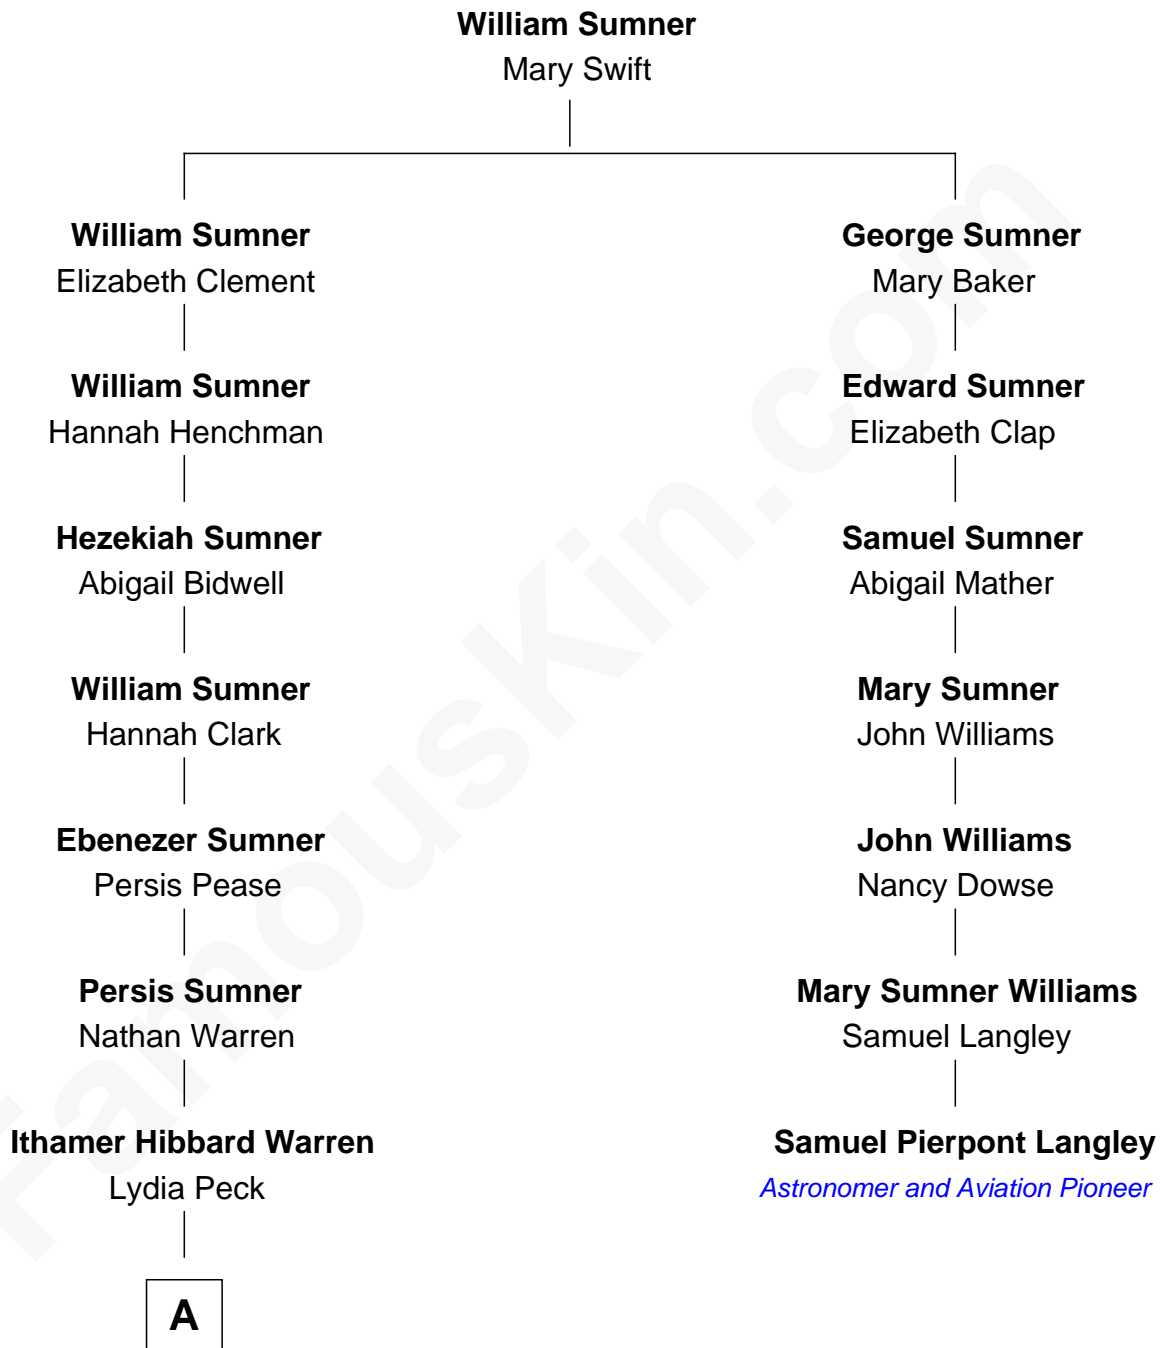 William Sumner
Mary Swift
William Sumner
Elizabeth Clement
George Sumner
Mary Baker
William Sumner
Hannah Henchman
Edward Sumner
Elizabeth Clap
Hezekiah Sumner
Abigail Bidwell
Samuel Sumner
Abigail Mather
William Sumner
Hannah Clark
Mary Sumner
John Williams
Ebenezer Sumner
Persis Pease
John Williams
Nancy Dowse
Persis Sumner
Nathan Warren
Mary Sumner Williams
Samuel Langley
Ithamer Hibbard Warren
Lydia Peck
Samuel Pierpont Langley
Astronomer and Aviation Pioneer
A
FamousKin.com